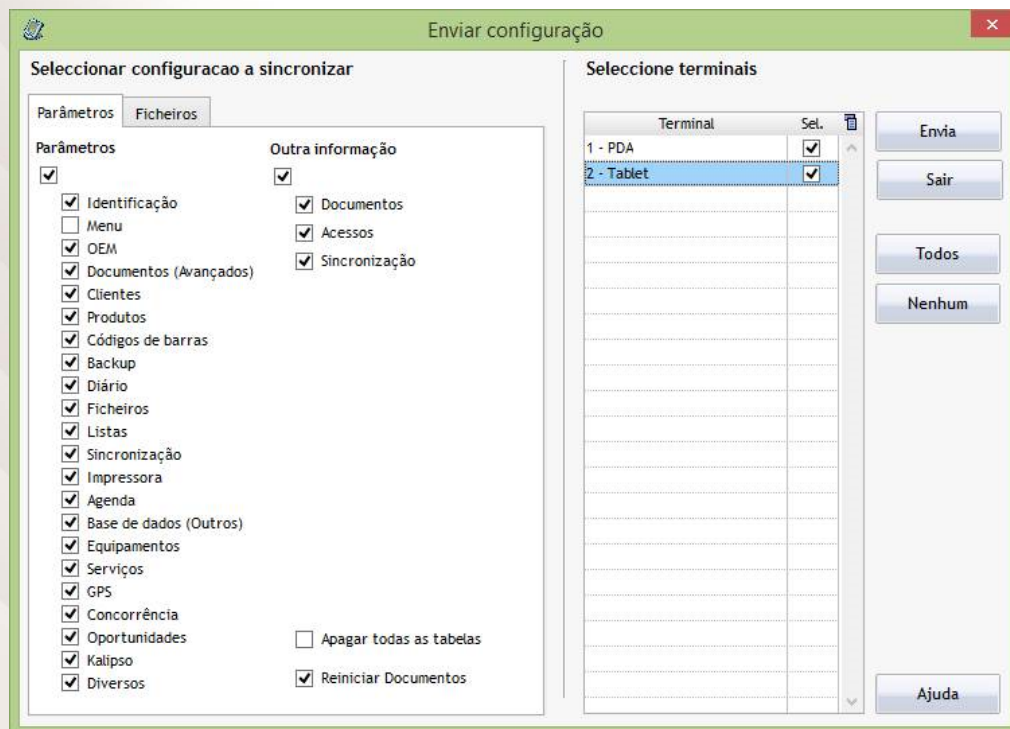 Enviar configuração
Seleccionar configuracao a sincronizar
Parâmetros
Ficheiros
Parâmetros
Identificação
Menu
OEM
Documentos (Avançados)
Clientes
Produtos
Códigos de barras
Backup
Diário
Ficheiros
Listas
Sincronização
Impressora
Agenda
Base de dados (Outros)
Equipamentos
Serviços
GPS
Concorrência
Oportunidades
Kalipso
Diversos
Outra informação
Documentos
Acessos
Sincronização
Apagar todas as tabelas
Reiniciar Documentos
Seleccione terminais
Terminal Sel.
1 - PDA
2 - Tablet
Envia
Sair
Todos
Nenhum
Ajuda